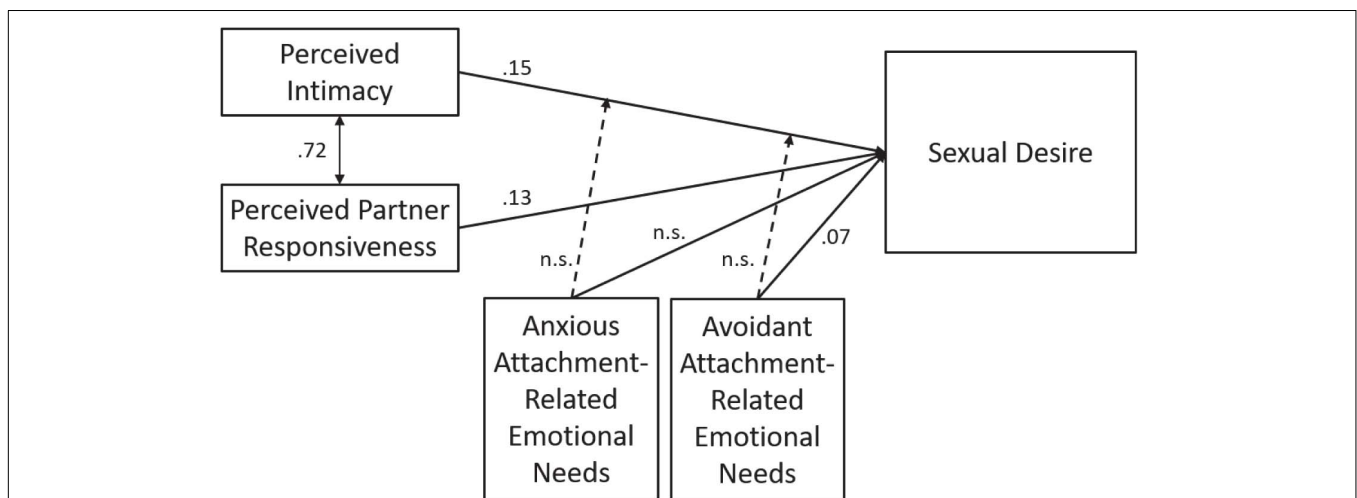 Perceived
Intimacy
.15
.72
Sexual Desire
Perceived Partner
Responsiveness
.13
n.s.
n.s.
n.s.
.07
Anxious
Attachment-
Related
Emotional
Needs
Avoidant
Attachment-
Related
Emotional
Needs